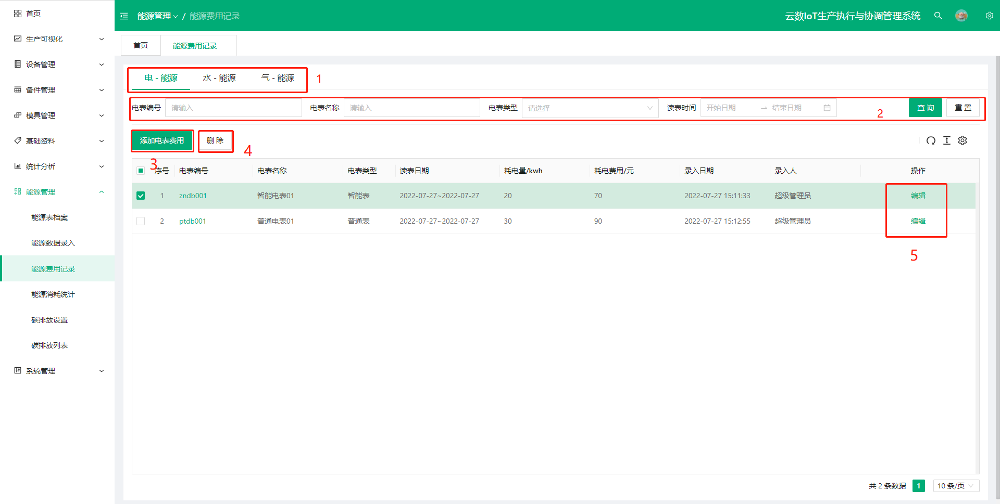 首页
生产可视化
设备管理
备件管理
模具管理
基础资料
统计分析
能源管理
能源表档案
能源数据录入
能源费用记录
能源消耗统计
碳排放设置
碳排放列表
系统管理
能源管理 / 能源费用记录
云数IoT生产执行与协调管理系统
首页 能源费用记录
电 - 能源 水 - 能源 气 - 能源 1
电表编号 请输入 电表名称 请输入 电表类型 请选择 读表时间 开始日期 → 结束日期 2 查 询 重 置
添加电表费用 删 除 4
3
序号 电表编号 电表名称 电表类型 读表日期 耗电量/kwh 耗电费用/元 录入日期 录入人 操作
1 zndb001 智能电表01 智能表 2022-07-27~2022-07-27 20 70 2022-07-27 15:11:33 超级管理员 编辑
2 ptdb001 普通电表01 普通表 2022-07-27~2022-07-27 30 90 2022-07-27 15:12:55 超级管理员 编辑
5
共 2 条数据 1 10 条/页